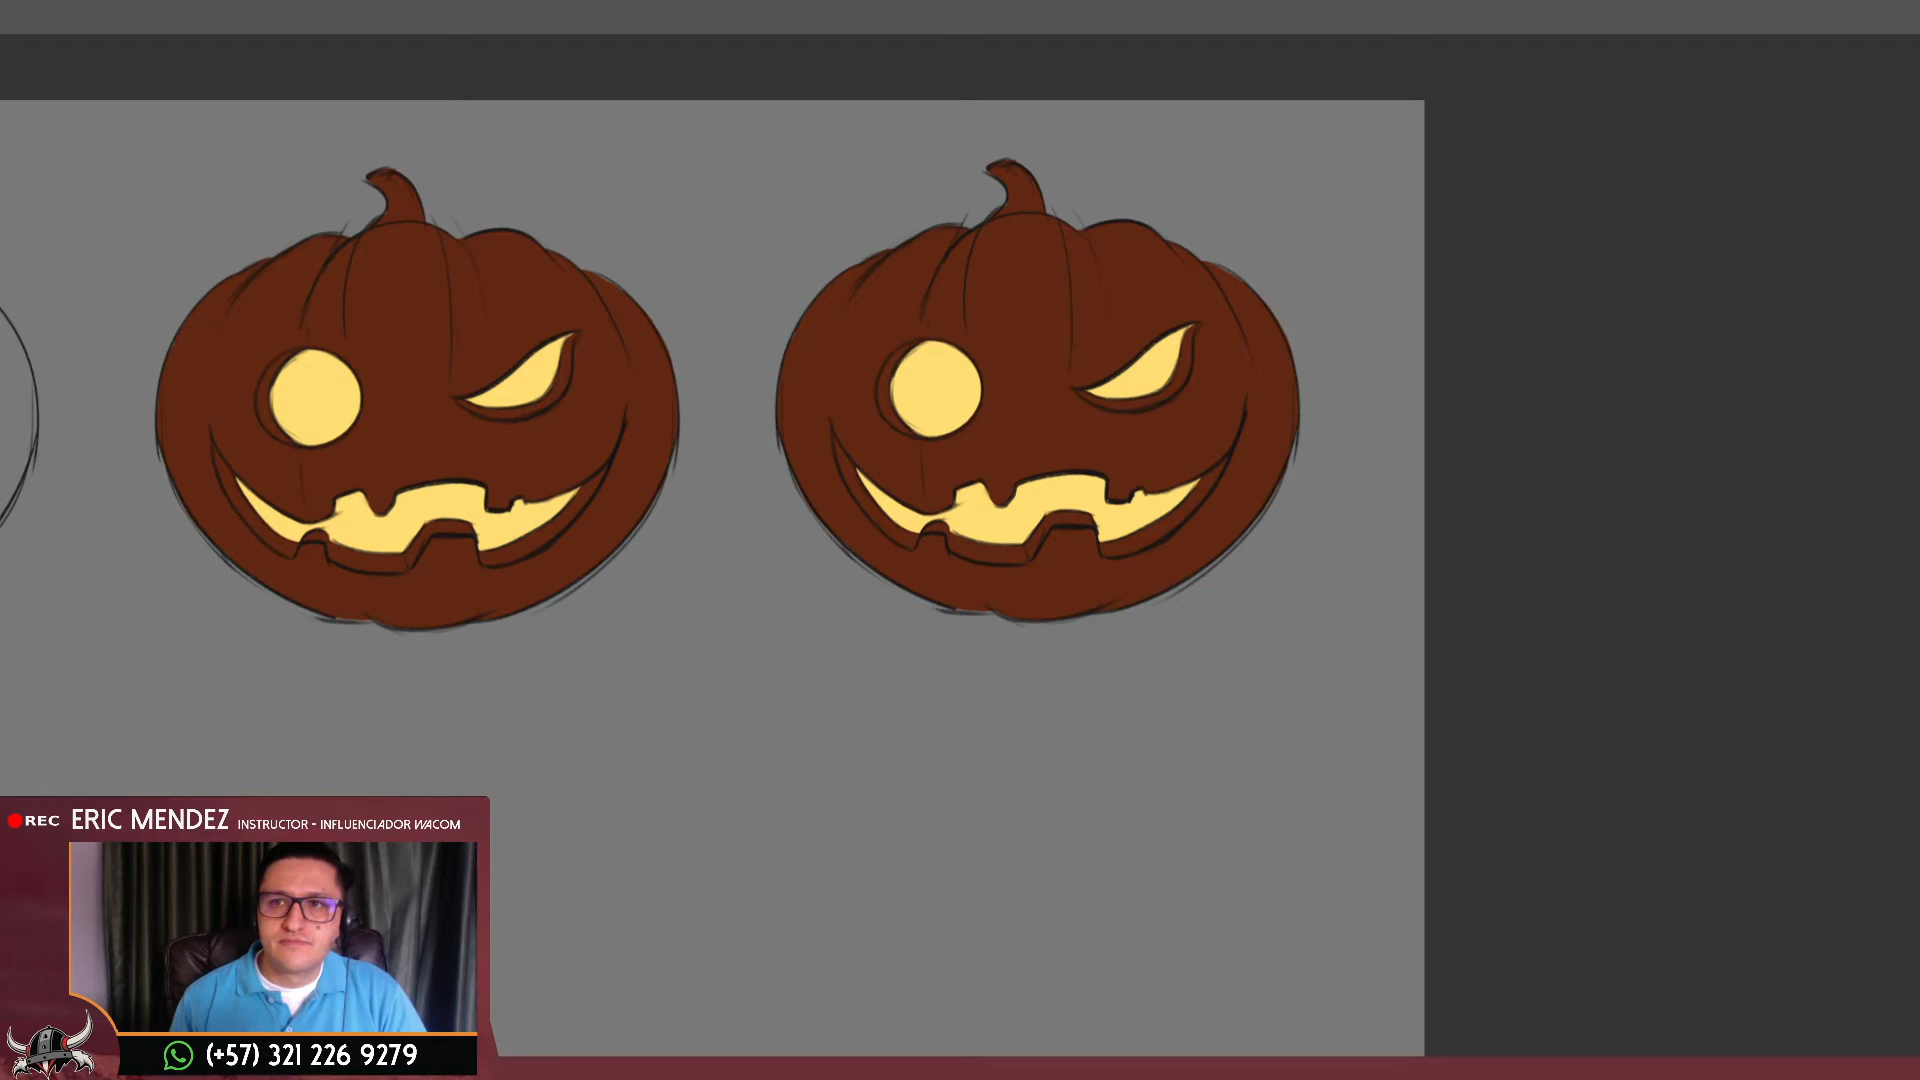 REC ERIC MENDEZ INSTRUCTOR - INFLUENCIADOR WACOM
(+57) 321 226 9279